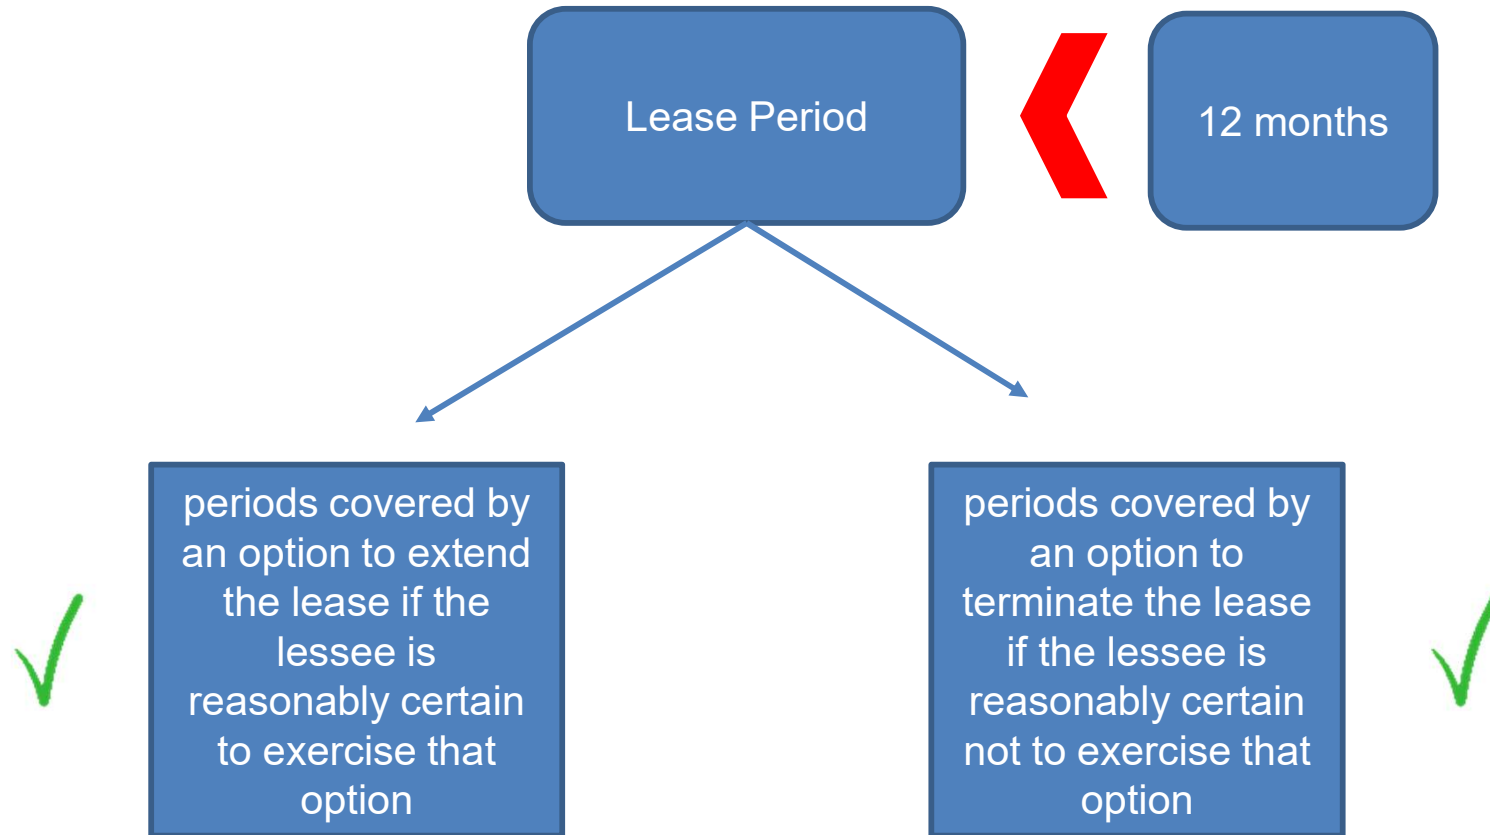 Lease Period
12 months
periods covered by
an option to extend
the lease if the
lessee is
reasonably certain
to exercise that
option
periods covered by
an option to
terminate the lease
if the lessee is
reasonably certain
not to exercise that
option